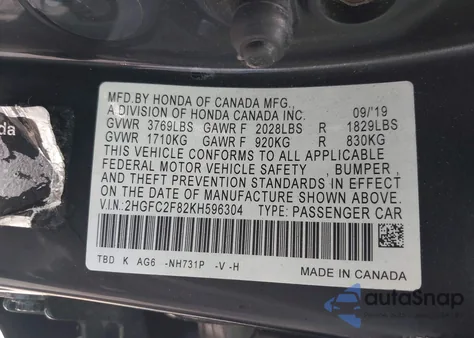 MFD.BY HONDA OF CANADA MFG.,
A DIVISION OF HONDA CANADA INC. 09/'19
GVWR 3769LBS GAWR F 2028LBS R 1829LBS
GVWR 1710KG GAWR F 920KG R 830KG
THIS VEHICLE CONFORMS TO ALL APPLICABLE
FEDERAL MOTOR VEHICLE SAFETY , BUMPER,
AND THEFT PREVENTION STANDARDS IN EFFECT
ON THE DATE OF MANUFACTURE SHOWN ABOVE.
V.I.N.: 2HGFC2F82KH596304 TYPE: PASSENGER CAR
TBD K AG6 -NH731P -V -H
MADE IN CANADA
da
autoSnap